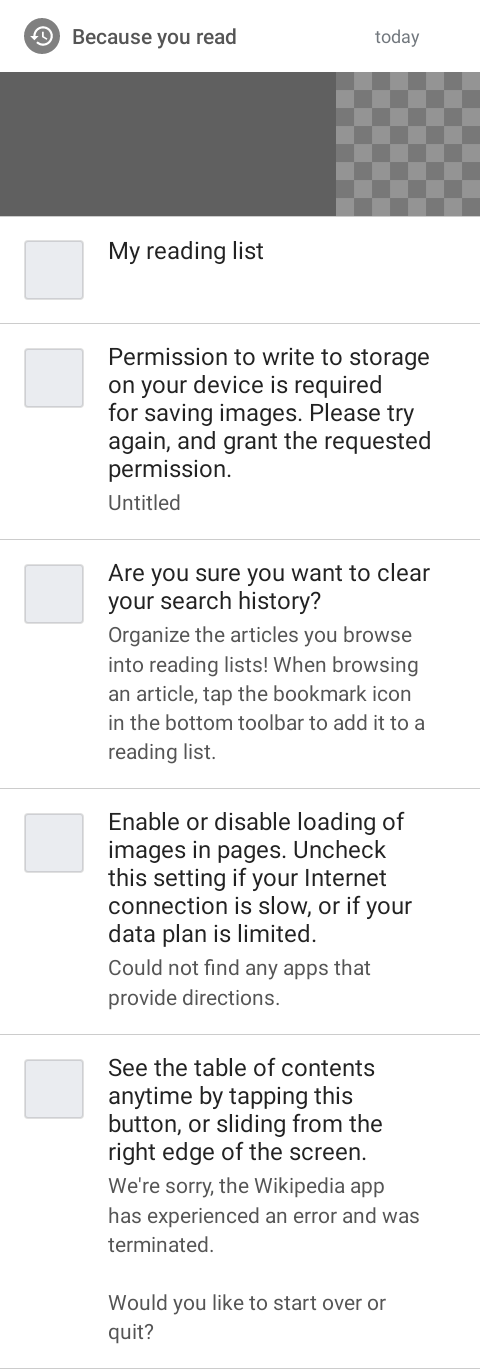 Because you read
today
My reading list
Permission to write to storage
on your device is required
for saving images. Please try
again, and grant the requested
permission.
Untitled
Are you sure you want to clear
your search history?
Organize the articles you browse
into reading lists! When browsing
an article, tap the bookmark icon
in the bottom toolbar to add it to a
reading list.
Enable or disable loading of
images in pages. Uncheck
this setting if your Internet
connection is slow, or if your
data plan is limited.
Could not find any apps that
provide directions.
See the table of contents
anytime by tapping this
button, or sliding from the
right edge of the screen.
We're sorry, the Wikipedia app
has experienced an error and was
terminated.
Would you like to start over or
quit?